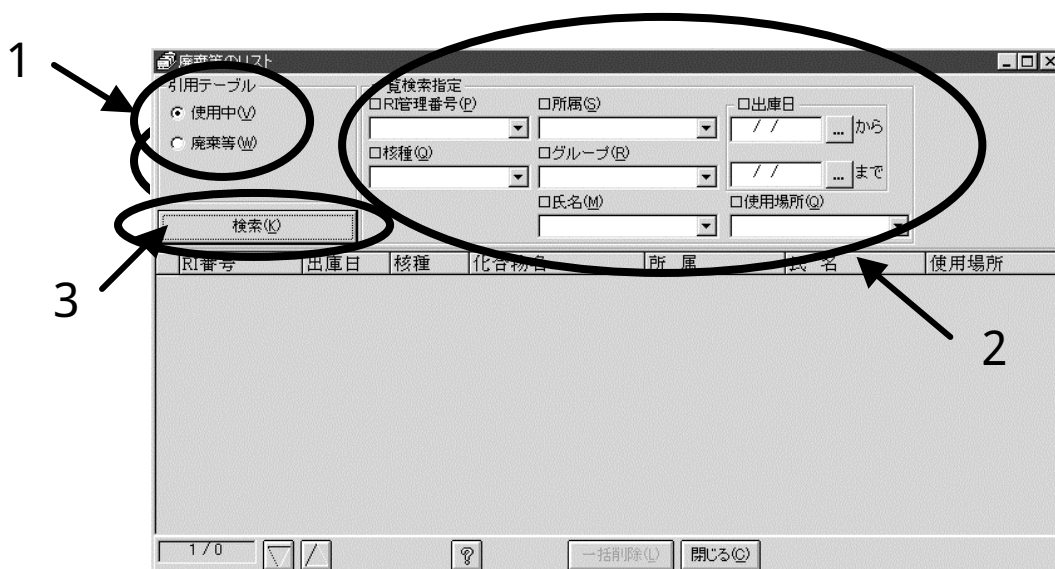 1
廃棄等のリスト
引用テーブル
使用中(V)
廃棄等(W)
一覧検索指定
RI管理番号(P)
所属(S)
出庫日
/ /
... から
核種(Q)
グループ(R)
/ /
... まで
氏名(M)
使用場所(Q)
検索(K)
3
RI番号 出庫日 核種 化合物名 所 属 氏 名 使用場所
2
1 / 0
?
一括削除(L)
閉じる(C)